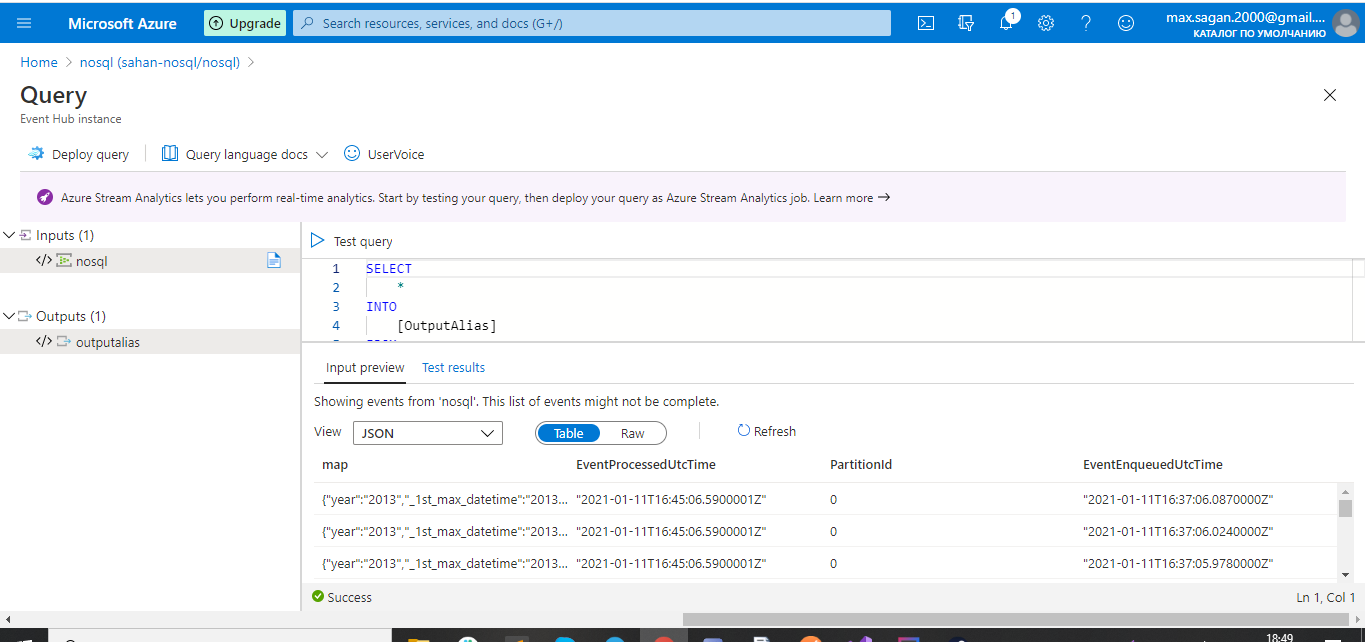 Microsoft Azure Upgrade Search resources, services, and docs (G+/) 1 max.sagan.2000@gmail....
КАТАЛОГ ПО УМОЛЧАНИЮ
Home > nosql (sahan-nosql/nosql) >
Query
Event Hub instance
Deploy query Query language docs UserVoice
Azure Stream Analytics lets you perform real-time analytics. Start by testing your query, then deploy your query as Azure Stream Analytics job. Learn more →
Inputs (1)
nosql
Outputs (1)
outputalias
Test query
1 SELECT
2 *
3 INTO
4 [OutputAlias]
Input preview Test results
Showing events from 'nosql'. This list of events might not be complete.
View JSON Table Raw Refresh
map EventProcessedUtcTime PartitionId EventEnqueuedUtcTime
{"year":"2013","_1st_max_datetime":"2013... "2021-01-11T16:45:06.5900001Z" 0 "2021-01-11T16:37:06.0870000Z"
{"year":"2013","_1st_max_datetime":"2013... "2021-01-11T16:45:06.5900001Z" 0 "2021-01-11T16:37:06.0240000Z"
{"year":"2013","_1st_max_datetime":"2013... "2021-01-11T16:45:06.5900001Z" 0 "2021-01-11T16:37:05.9780000Z"
Success Ln 1, Col 1
18:49